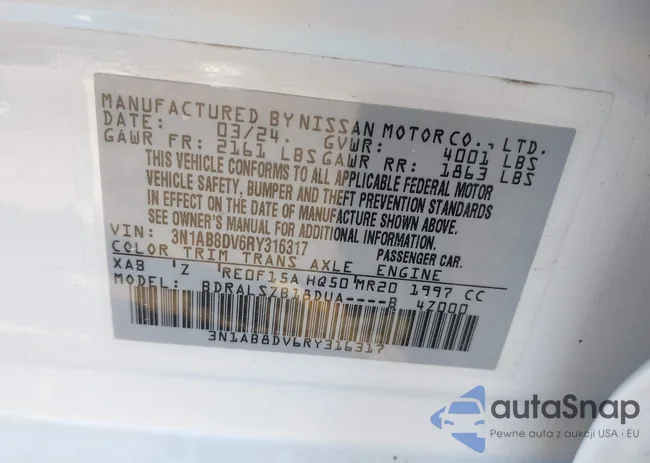 MANUFACTURED BY NISSAN MOTOR CO., LTD.
DATE: 03/24. GVWR: 4001 LBS
GAWR FR: 2161 LBS GAWR RR: 1863 LBS
THIS VEHICLE CONFORMS TO ALL APPLICABLE FEDERAL MOTOR
VEHICLE SAFETY, BUMPER AND THEFT PREVENTION STANDARDS
IN EFFECT ON THE DATE OF MANUFACTURE SHOWN ABOVE.
SEE OWNER'S MANUAL FOR ADDITIONAL INFORMATION
VIN: 3N1AB8DV6RY316317 PASSENGER CAR.
COLOR TRIM TRANS AXLE ENGINE
XAB Z RE0F15A HQ50 MR20 1997 CC
MODEL: BDRALSZB18DUA----B 47000
3N1AB8DV6RY316317
autoSnap
Pewne auta z aukcji USA i EU